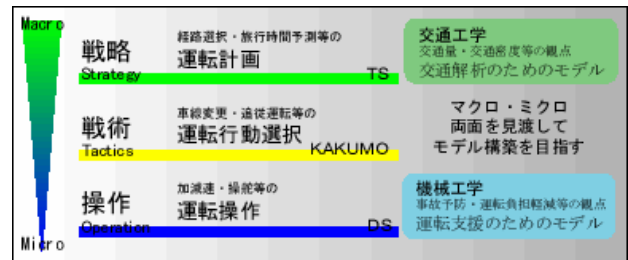 Macro
戦略
Strategy
経路選択・旅行時間予測等の
運転計画
TS
交通工学
交通量・交通密度等の観点
交通解析のためのモデル
戦術
Tactics
車線変更・追従運転等の
運転行動選択
KAKUMO
マクロ・ミクロ
両面を見渡して
モデル構築を目指す
操作
Operation
加減速・操舵等の
運転操作
DS
機械工学
事故予防・運転負担軽減等の観点
運転支援のためのモデル
Micro